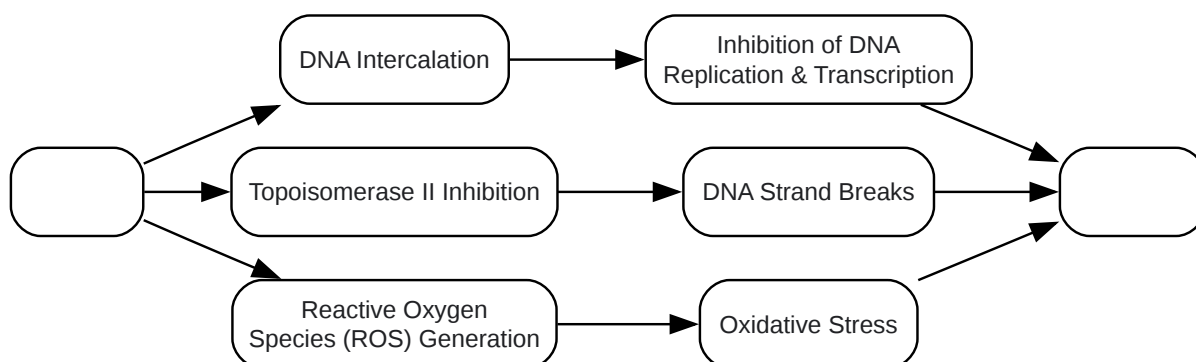 DNA Intercalation
Inhibition of DNA
Replication & Transcription
Topoisomerase II Inhibition
DNA Strand Breaks
Reactive Oxygen
Species (ROS) Generation
Oxidative Stress